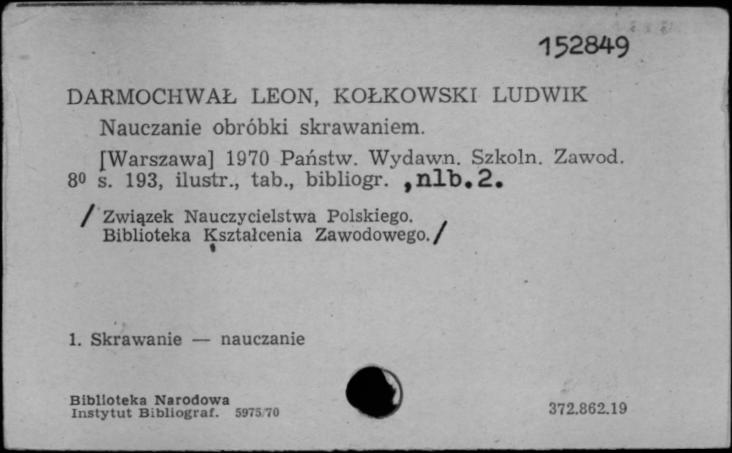 152849
DARMOCHWAŁ LEON, KOŁKOWSKI LUDWIK
Nauczanie obróbki skrawaniem.
[Warszawa] 1970 Państw. Wydawn. Szkoln. Zawod.
8⁰ s. 193, ilustr., tab., bibliogr. ,nlb.2.
/ Związek Nauczycielstwa Polskiego.
Biblioteka Kształcenia Zawodowego./
1. Skrawanie — nauczanie
Biblioteka Narodowa
Instytut Bibliograf. 5975/70
372.862.19